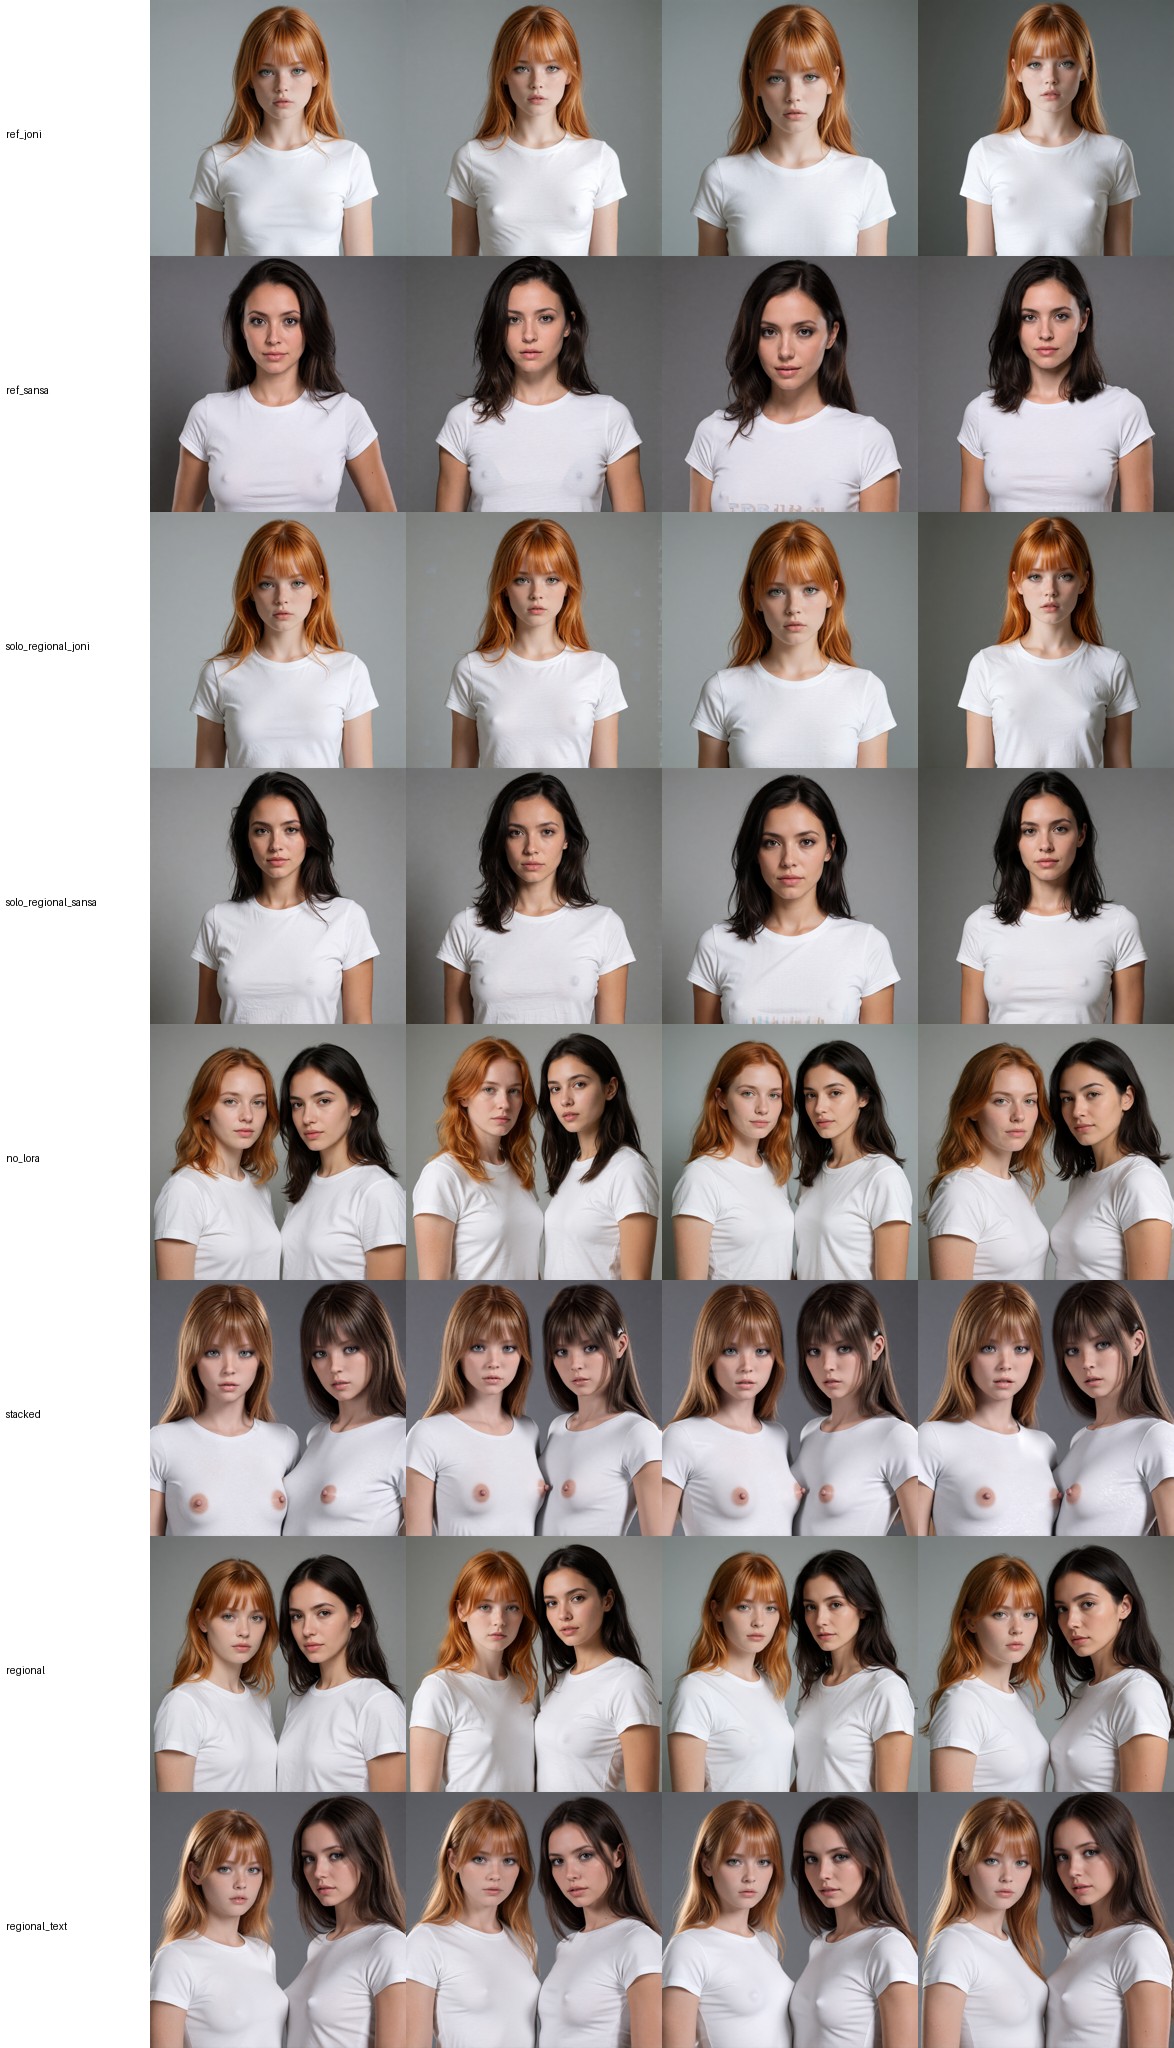 ref_joni
ref_sansa
solo_regional_joni
solo_regional_sansa
no_lora
stacked
regional
regional_text